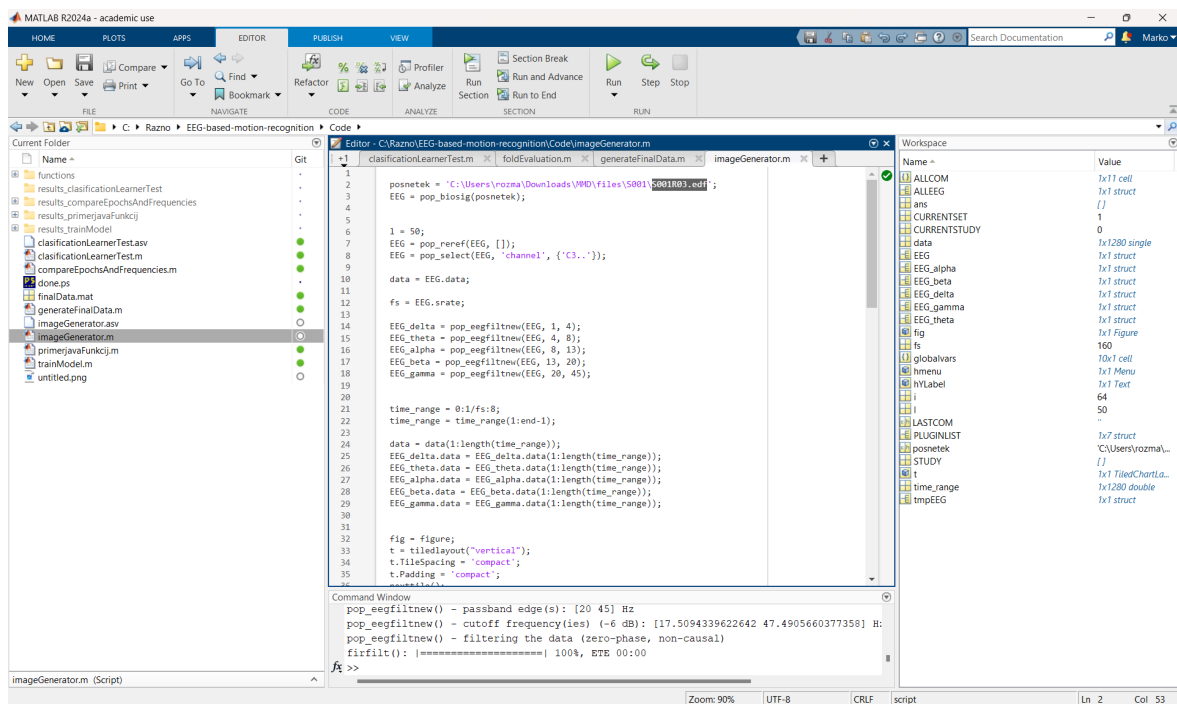 MATLAB R2024a - academic use
HOME PLOTS APPS EDITOR PUBLISH VIEW
Search Documentation
Marko
New Open Save Compare Print
FILE
Go To Find Bookmark
NAVIGATE
Refactor
CODE
Profiler
Analyze
ANALYZE
Run Section
Section Break
Run and Advance
Run to End
SECTION
Run Step Stop
RUN
C: Razno EEG-based-motion-recognition Code
Current Folder
Name Git
functions
results_clasificationLearnerTest
results_compareEpochsAndFrequencies
results_primerjavaFunkcij
results_trainModel
clasificationLearnerTest.asv
clasificationLearnerTest.m
compareEpochsAndFrequencies.m
done.ps
finalData.mat
generateFinalData.m
imageGenerator.asv
imageGenerator.m
primerjavaFunkcij.m
trainModel.m
untitled.png
imageGenerator.m (Script)
Editor - C:\Razno\EEG-based-motion-recognition\Code\imageGenerator.m
+1 clasificationLearnerTest.m foldEvaluation.m generateFinalData.m imageGenerator.m +
1
2 posnetek = 'C:\Users\rozma\Downloads\MMD\files\S001\S001R03.edf';
3 EEG = pop_biosig(posnetek);
4
5
6 l = 50;
7 EEG = pop_reref(EEG, []);
8 EEG = pop_select(EEG, 'channel', {'C3..'});
9
10 data = EEG.data;
11
12 fs = EEG.srate;
13
14 EEG_delta = pop_eegfiltnew(EEG, 1, 4);
15 EEG_theta = pop_eegfiltnew(EEG, 4, 8);
16 EEG_alpha = pop_eegfiltnew(EEG, 8, 13);
17 EEG_beta = pop_eegfiltnew(EEG, 13, 20);
18 EEG_gamma = pop_eegfiltnew(EEG, 20, 45);
19
20
21 time_range = 0:1/fs:8;
22 time_range = time_range(1:end-1);
23
24 data = data(1:length(time_range));
25 EEG_delta.data = EEG_delta.data(1:length(time_range));
26 EEG_theta.data = EEG_theta.data(1:length(time_range));
27 EEG_alpha.data = EEG_alpha.data(1:length(time_range));
28 EEG_beta.data = EEG_beta.data(1:length(time_range));
29 EEG_gamma.data = EEG_gamma.data(1:length(time_range));
30
31
32 fig = figure;
33 t = tiledlayout("vertical");
34 t.TileSpacing = 'compact';
35 t.Padding = 'compact';
Command Window
pop_eegfiltnew() - passband edge(s): [20 45] Hz
pop_eegfiltnew() - cutoff frequency(ies) (-6 dB): [17.5094339622642 47.4905660377358] Hz
pop_eegfiltnew() - filtering the data (zero-phase, non-causal)
firfilt(): |====================| 100%, ETE 00:00
fx >>
Workspace
Name Value
ALLCOM 1x11 cell
ALLEEG 1x1 struct
ans [ ]
CURRENTSET 1
CURRENTSTUDY 0
data 1x1280 single
EEG 1x1 struct
EEG_alpha 1x1 struct
EEG_beta 1x1 struct
EEG_delta 1x1 struct
EEG_gamma 1x1 struct
EEG_theta 1x1 struct
fig 1x1 Figure
fs 160
globalvars 10x1 cell
hmenu 1x1 Menu
hYLabel 1x1 Text
i 64
l 50
LASTCOM ''
PLUGINLIST 1x7 struct
posnetek 'C:\Users\rozma\...
STUDY [ ]
t 1x1 TiledChartLa...
time_range 1x1280 double
tmpEEG 1x1 struct
Zoom: 90% UTF-8 CRLF script Ln 2 Col 53